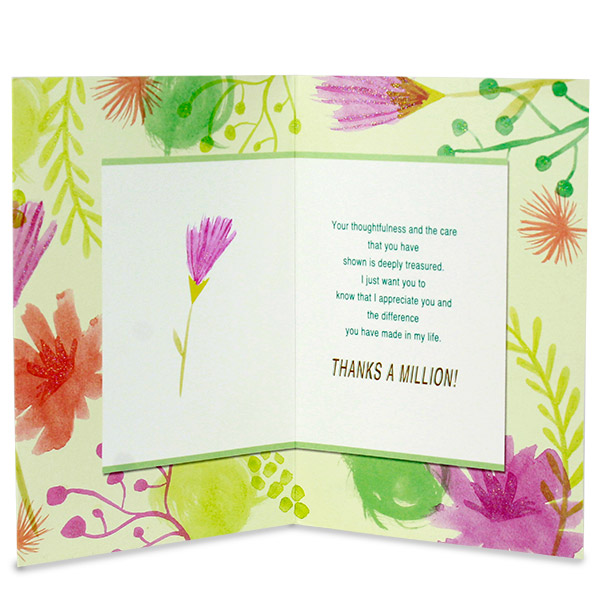 Your thoughtfulness and the care
that you have
shown is deeply treasured.
I just want you to
know that I appreciate you and
the difference
you have made in my life.
THANKS A MILLION!